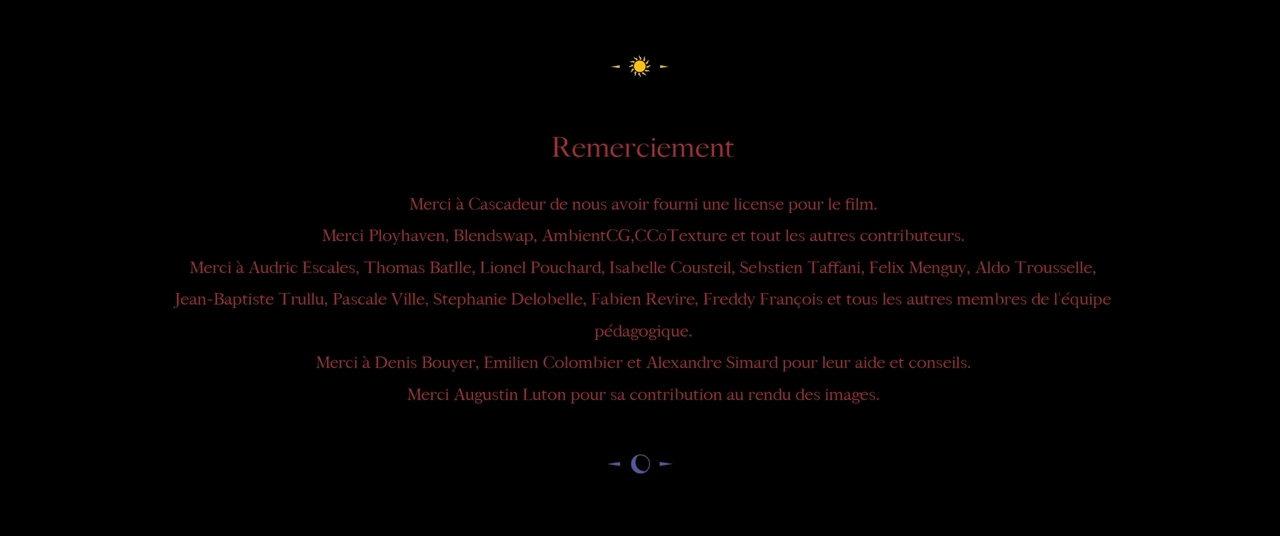 Remerciement
Merci à Cascadeur de nous avoir fourni une license pour le film.
Merci Ployhaven, Blendswap, AmbientCG,CCoTexture et tout les autres contributeurs.
Merci à Audric Escales, Thomas Batlle, Lionel Pouchard, Isabelle Cousteil, Sebstien Taffani, Felix Menguy, Aldo Trousselle,
Jean-Baptiste Trullu, Pascale Ville, Stephanie Delobelle, Fabien Revire, Freddy François et tous les autres membres de l'équipe
pédagogique.
Merci à Denis Bouyer, Emilien Colombier et Alexandre Simard pour leur aide et conseils.
Merci Augustin Luton pour sa contribution au rendu des images.